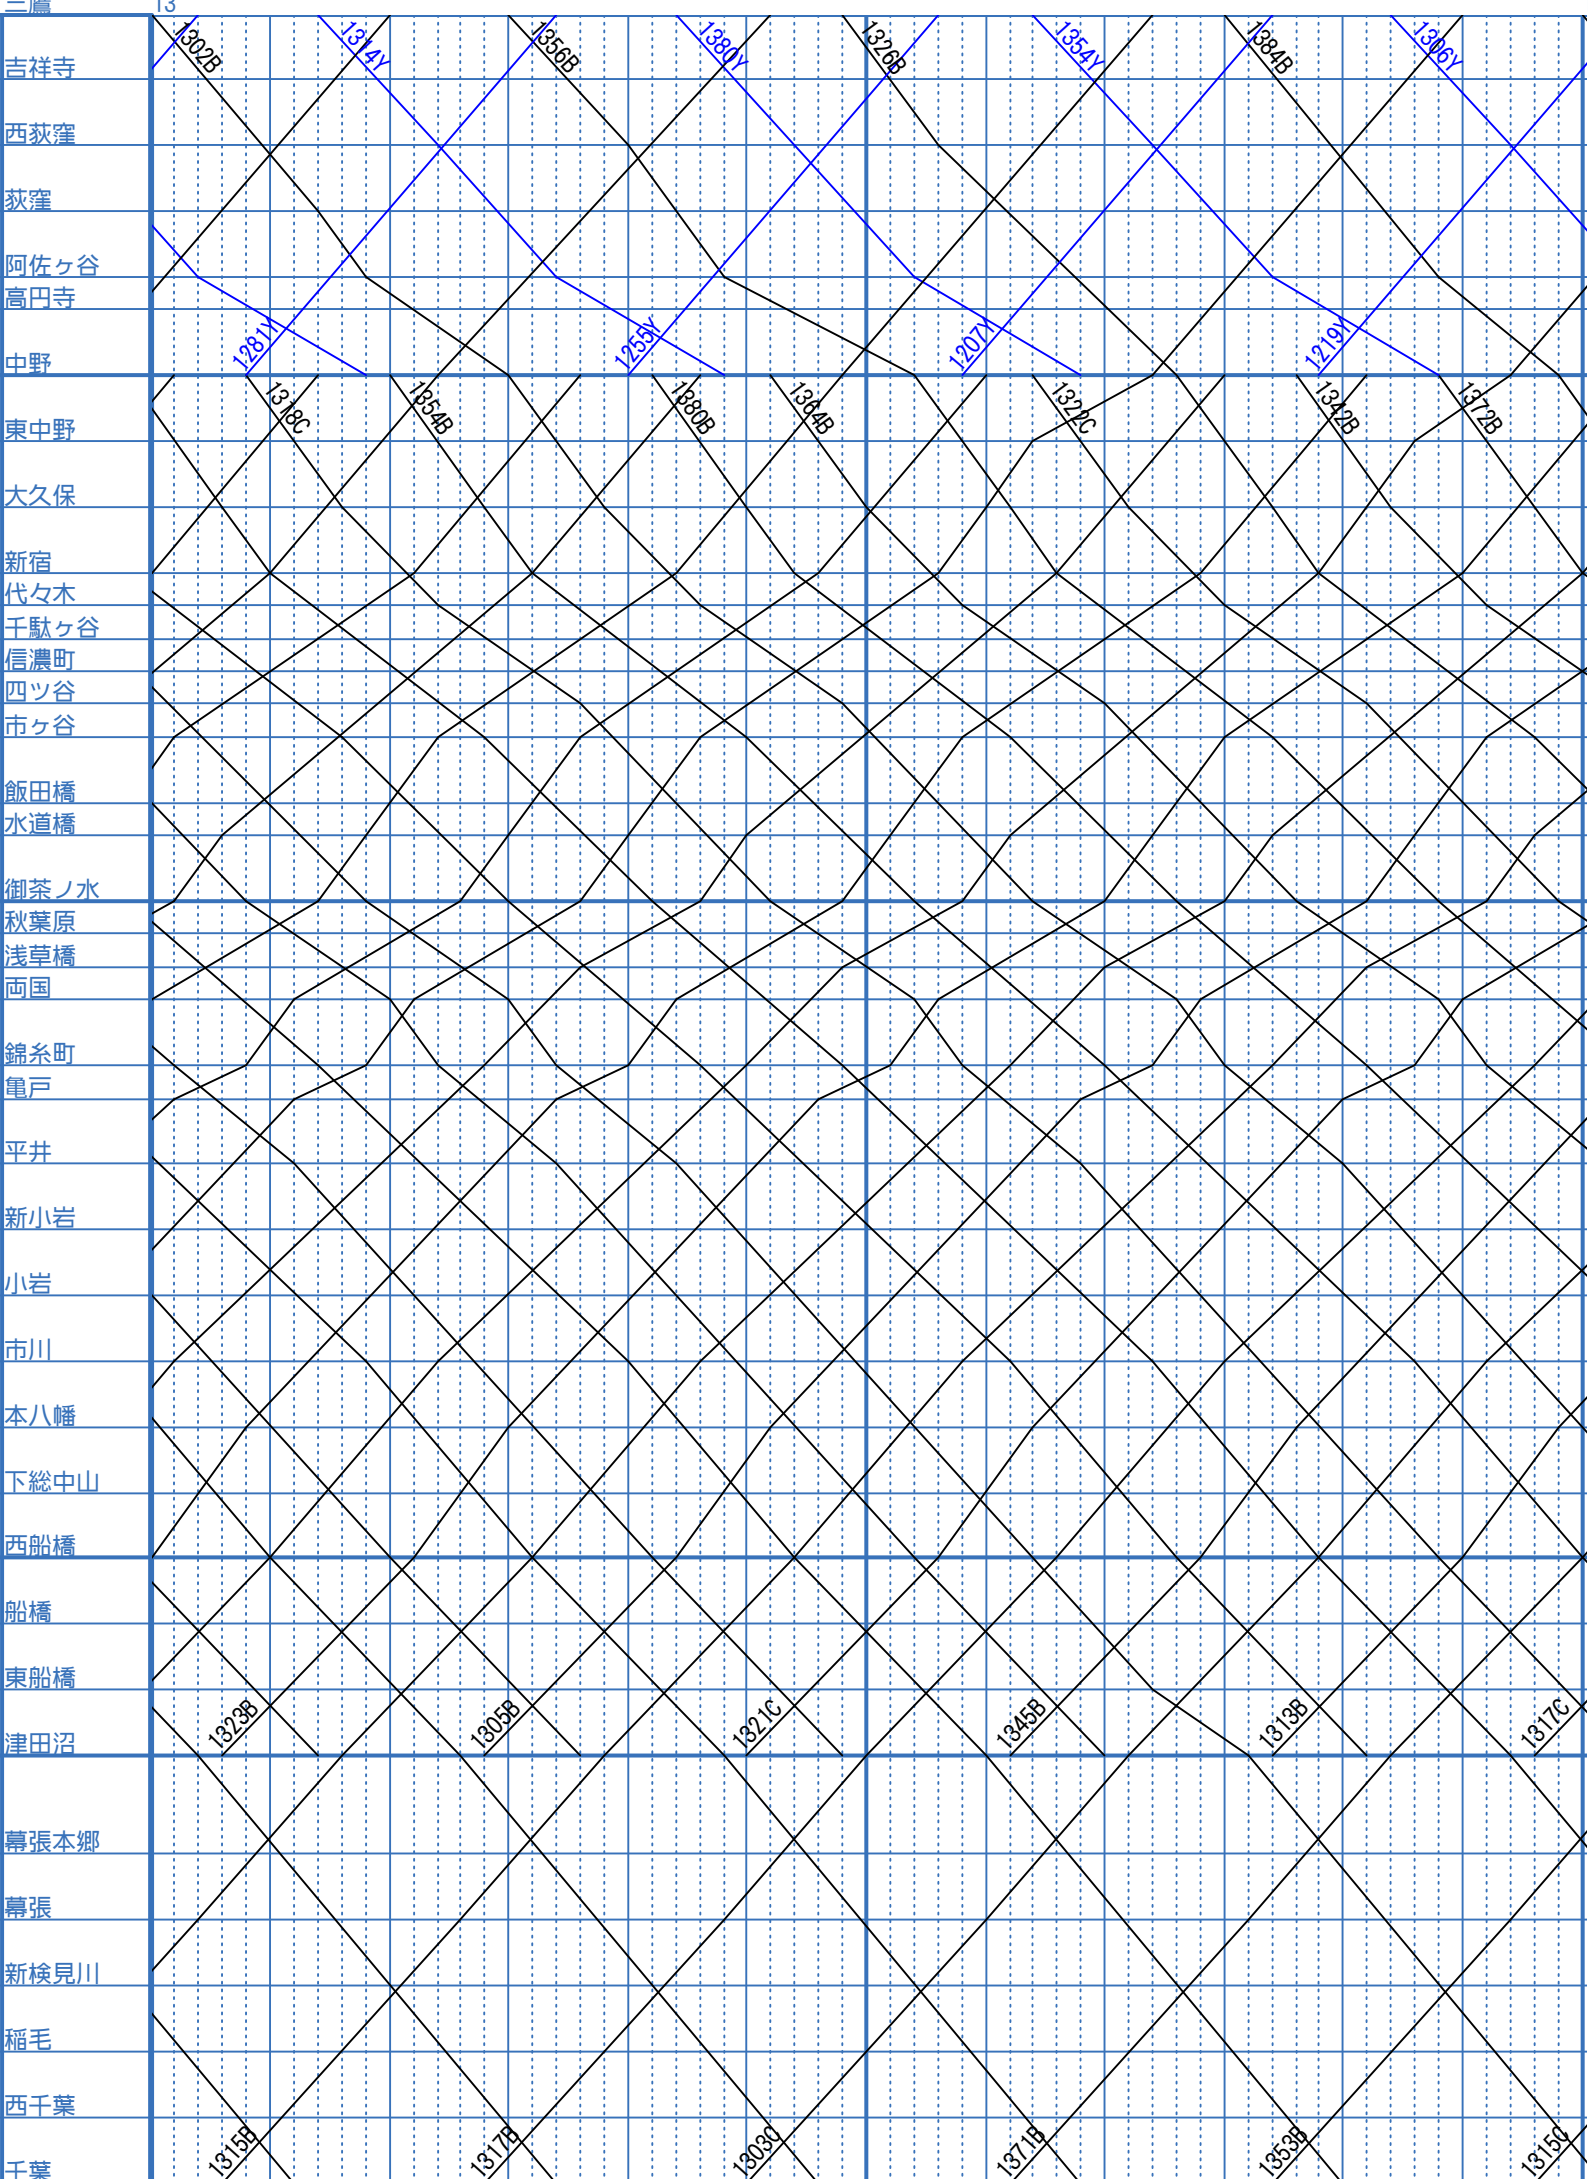 三鷹 13
1302B 1314Y 1356B 1380Y 1326B 1354Y 1384B 1306Y
吉祥寺
西荻窪
荻窪
阿佐ヶ谷
高円寺
1281Y 1255Y 1207Y 1219Y
中野
1318C 1354B 1380B 1364B 1322C 1342B 1372B
東中野
大久保
新宿
代々木
千駄ヶ谷
信濃町
四ツ谷
市ヶ谷
飯田橋
水道橋
御茶ノ水
秋葉原
浅草橋
両国
錦糸町
亀戸
平井
新小岩
小岩
市川
本八幡
下総中山
西船橋
船橋
東船橋
1323B 1305B 1321C 1345B 1313B 1317C
津田沼
幕張本郷
幕張
新検見川
稲毛
西千葉
1315B 1317B 1303C 1371B 1353B 1315C
千葉